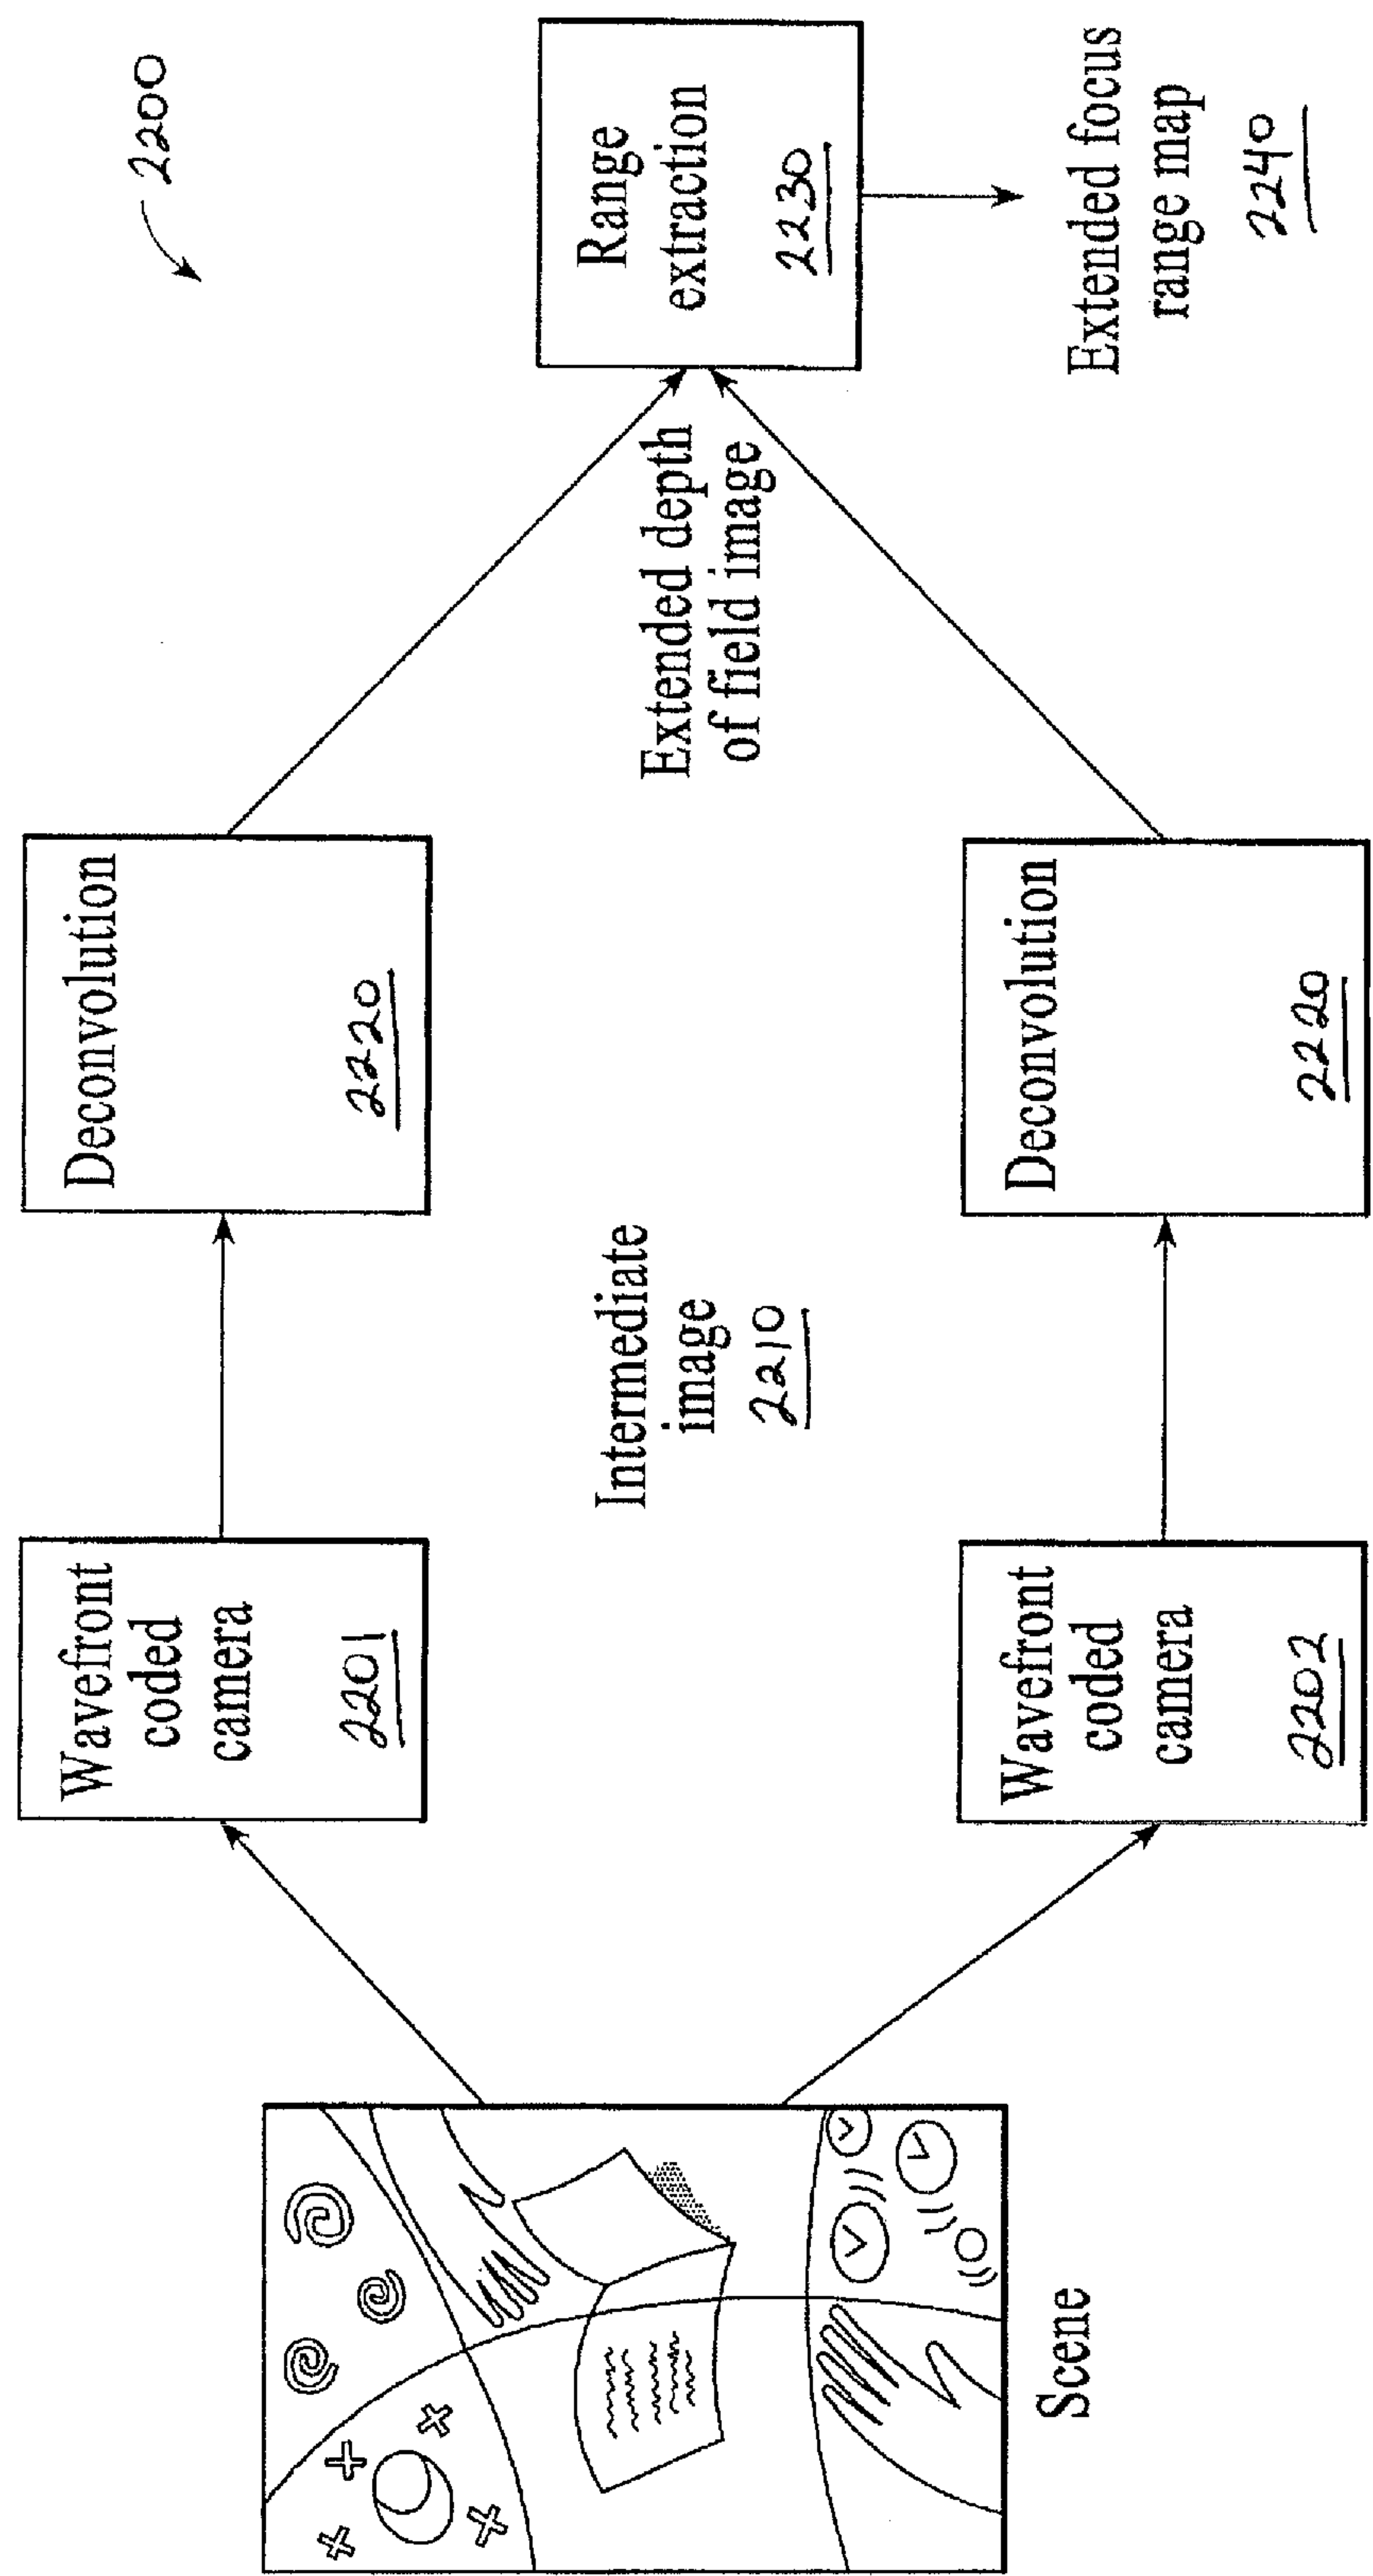 2200
Wavefront
coded
camera
2201
Deconvolution
2220
Intermediate
image
2210
Extended depth
of field image
Range
extraction
2230
Scene
Wavefront
coded
camera
2202
Deconvolution
2220
Extended focus
range map
2240